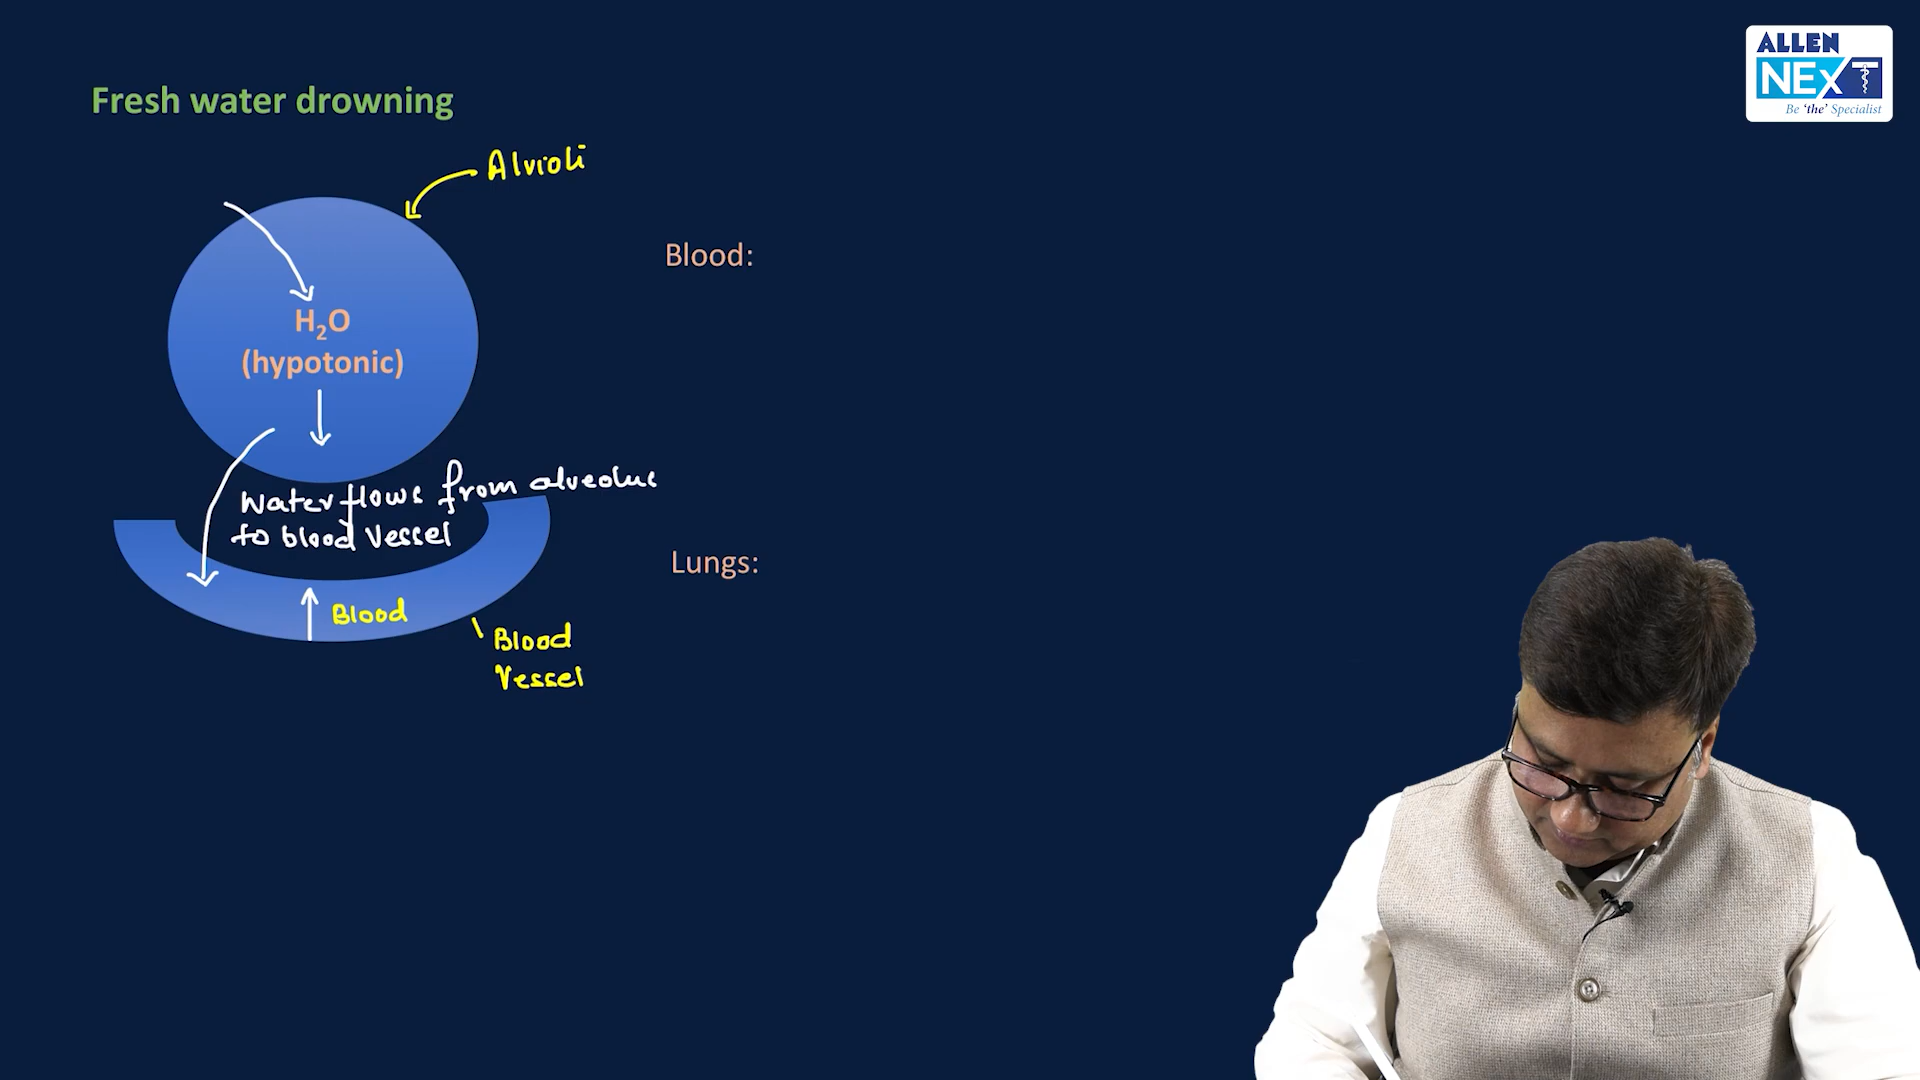 ALLEN
NEXT
Be 'the' Specialist
Fresh water drowning
Alvioli
Blood:
H₂O
(hypotonic)
Water flows from alveolus
to blood Vessel
Lungs:
Blood
Blood
Vessel